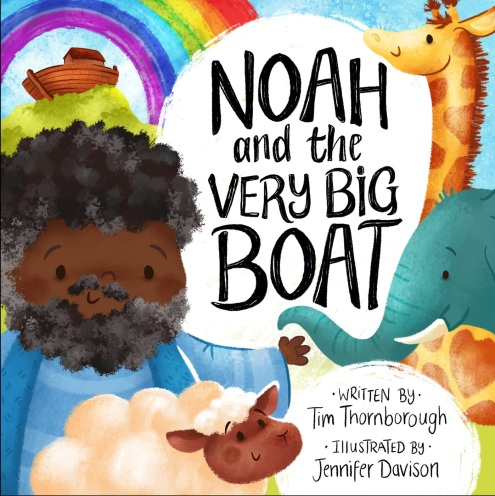 NOAH
and the
VERY BiG
BOAT
• WRITTEN BY •
Tim Thornborough
• ILLUSTRATED BY •
Jennifer Davison